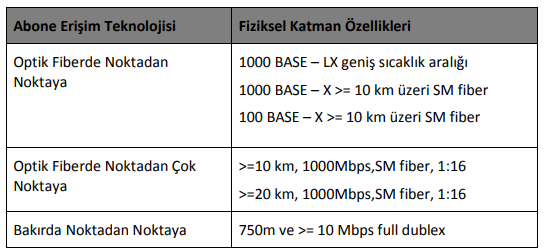 Abone Erişim Teknolojisi
Fiziksel Katman Özellikleri
Optik Fiberde Noktadan
Noktaya
1000 BASE – LX geniş sıcaklık aralığı
1000 BASE – X >= 10 km üzeri SM fiber
100 BASE – X >= 10 km üzeri SM fiber
Optik Fiberde Noktadan Çok
Noktaya
>=10 km, 1000Mbps,SM fiber, 1:16
>=20 km, 1000Mbps,SM fiber, 1:16
Bakırda Noktadan Noktaya
750m ve >= 10 Mbps full dublex